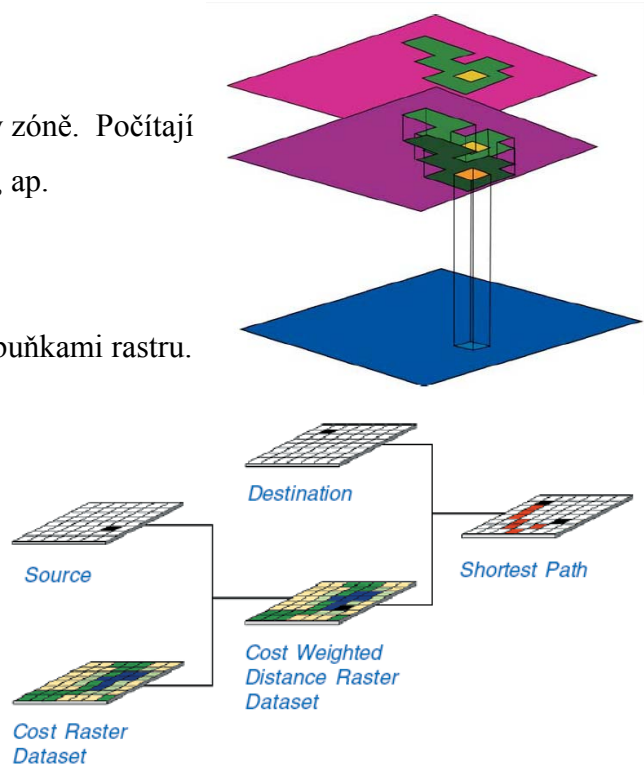 v zóně. Počítají
ap.
buňkami rastru.
Destination
Source
Shortest Path
Cost Weighted
Distance Raster
Dataset
Cost Raster
Dataset